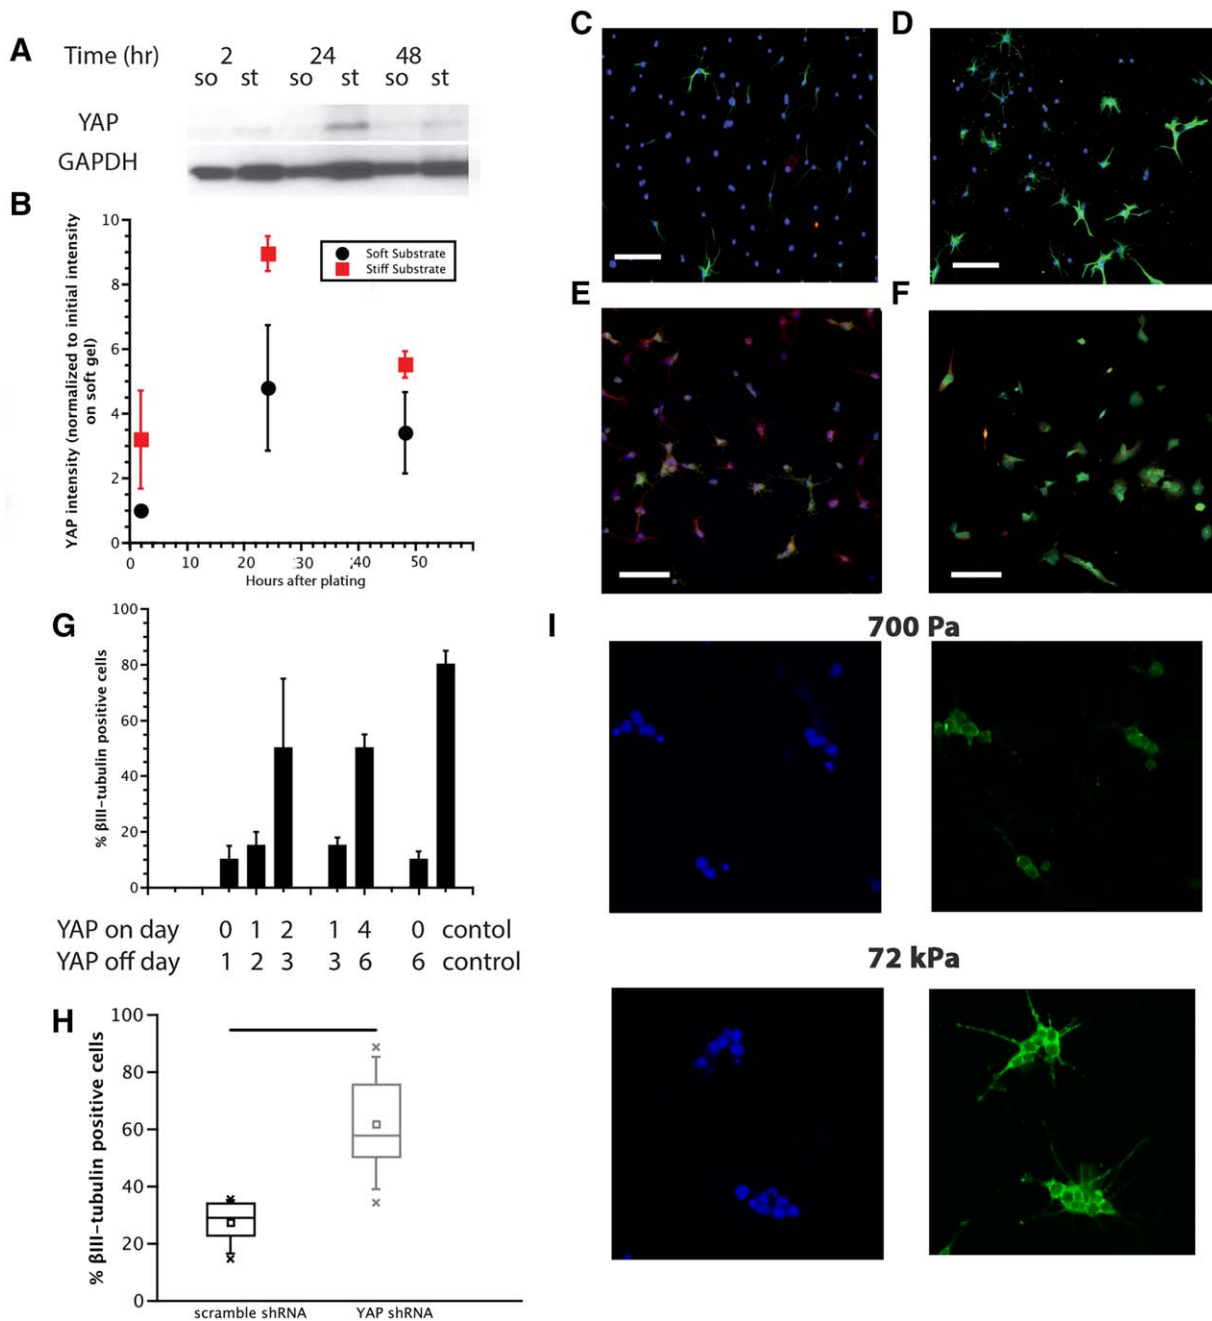 A
Time (hr) 2 24 48
so st so st so st
YAP
GAPDH
B
YAP intensity (normalized to initial intensity
on soft gel)
10
8
6
4
2
0
Soft Substrate
Stiff Substrate
0 10 20 30 40 50
Hours after plating
C
D
E
F
G
% βIII-tubulin positive cells
100
80
60
40
20
0
YAP on day 0 1 2 1 4 0 contol
YAP off day 1 2 3 3 6 6 control
H
% βIII-tubulin positive cells
100
80
60
40
20
0
scramble shRNA YAP shRNA
I
700 Pa
72 kPa